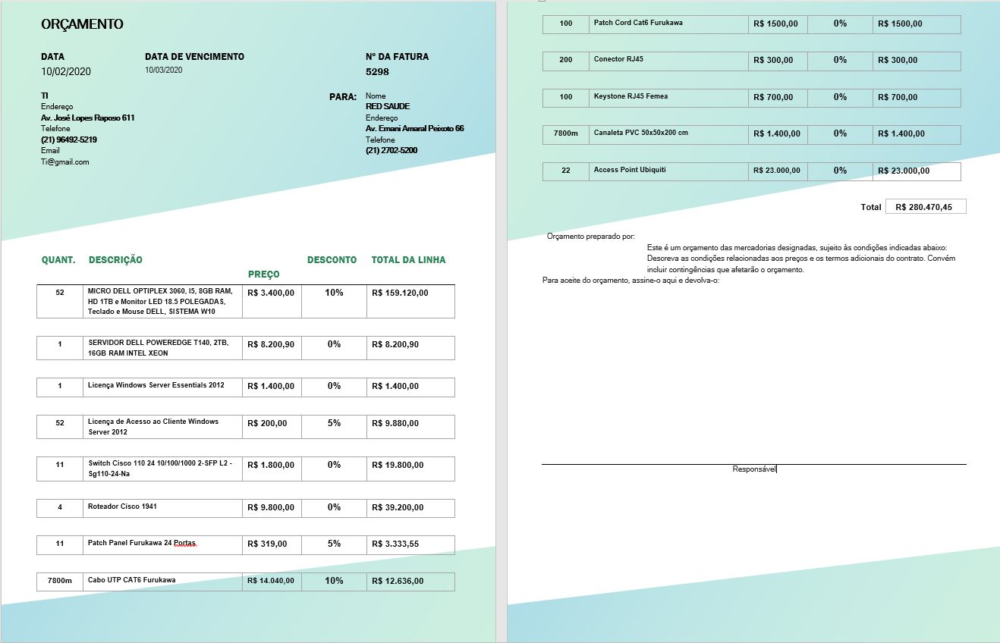 ORÇAMENTO
DATA
DATA DE VENCIMENTO
Nº DA FATURA
10/02/2020
10/03/2020
5298
TI
Endereço
Av. José Lopes Raposo 611
Telefone
(21) 96492-5219
Email
Ti@gmail.com
PARA:
Nome
RED SAUDE
Endereço
Av. Ernani Amaral Peixoto 66
Telefone
(21) 2702-5200
QUANT. DESCRIÇÃO PREÇO DESCONTO TOTAL DA LINHA
52 MICRO DELL OPTIPLEX 3060, I5, 8GB RAM, R$ 3.400,00 10% R$ 159.120,00
HD 1TB e Monitor LED 18.5 POLEGADAS,
Teclado e Mouse DELL, SISTEMA W10
1 SERVIDOR DELL POWEREDGE T140, 2TB, R$ 8.200,90 0% R$ 8.200,90
16GB RAM INTEL XEON
1 Licença Windows Server Essentials 2012 R$ 1.400,00 0% R$ 1.400,00
52 Licença de Acesso ao Cliente Windows R$ 200,00 5% R$ 9.880,00
Server 2012
11 Switch Cisco 110 24 10/100/1000 2-SFP L2 - R$ 1.800,00 0% R$ 19.800,00
Sg110-24-Na
4 Roteador Cisco 1941 R$ 9.800,00 0% R$ 39.200,00
11 Patch Panel Furukawa 24 Portas R$ 319,00 5% R$ 3.333,55
7800m Cabo UTP CAT6 Furukawa R$ 14.040,00 10% R$ 12.636,00
100 Patch Cord Cat6 Furukawa R$ 1500,00 0% R$ 1500,00
200 Conector RJ45 R$ 300,00 0% R$ 300,00
100 Keystone RJ45 Femea R$ 700,00 0% R$ 700,00
7800m Canaleta PVC 50x50x200 cm R$ 1.400,00 0% R$ 1.400,00
22 Access Point Ubiquiti R$ 23.000,00 0% R$ 23.000,00
Total R$ 280.470,45
Orçamento preparado por:
Este é um orçamento das mercadorias designadas, sujeito às condições indicadas abaixo:
Descreva as condições relacionadas aos preços e os termos adicionais do contrato. Convém
incluir contingências que afetarão o orçamento.
Para aceite do orçamento, assine-o aqui e devolva-o:
Responsável